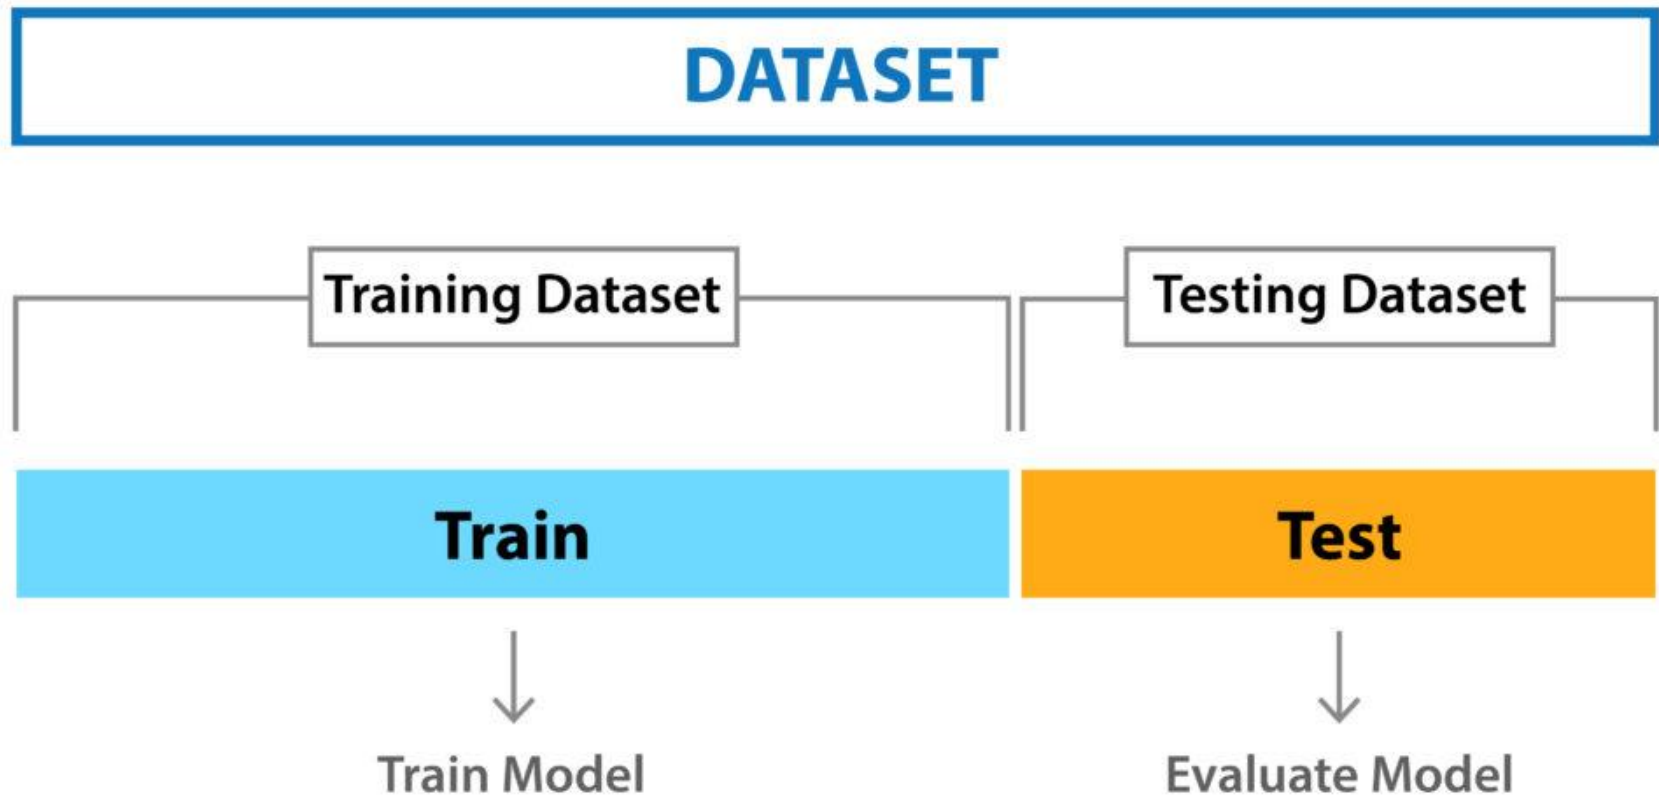 DATASET
Training Dataset
Testing Dataset
Train
Test
Train Model
Evaluate Model